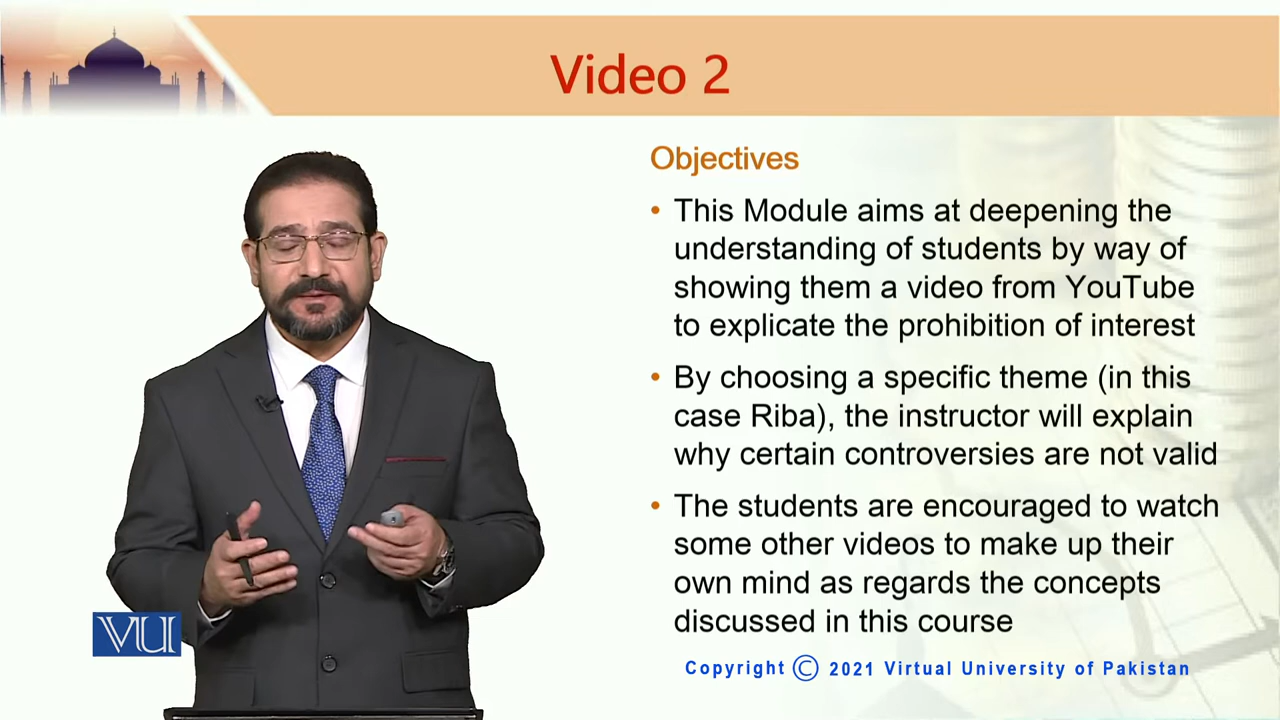 Video 2
Objectives
• This Module aims at deepening the
understanding of students by way of
showing them a video from YouTube
to explicate the prohibition of interest
• By choosing a specific theme (in this
case Riba), the instructor will explain
why certain controversies are not valid
• The students are encouraged to watch
some other videos to make up their
own mind as regards the concepts
discussed in this course
VU
Copyright © 2021 Virtual University of Pakistan